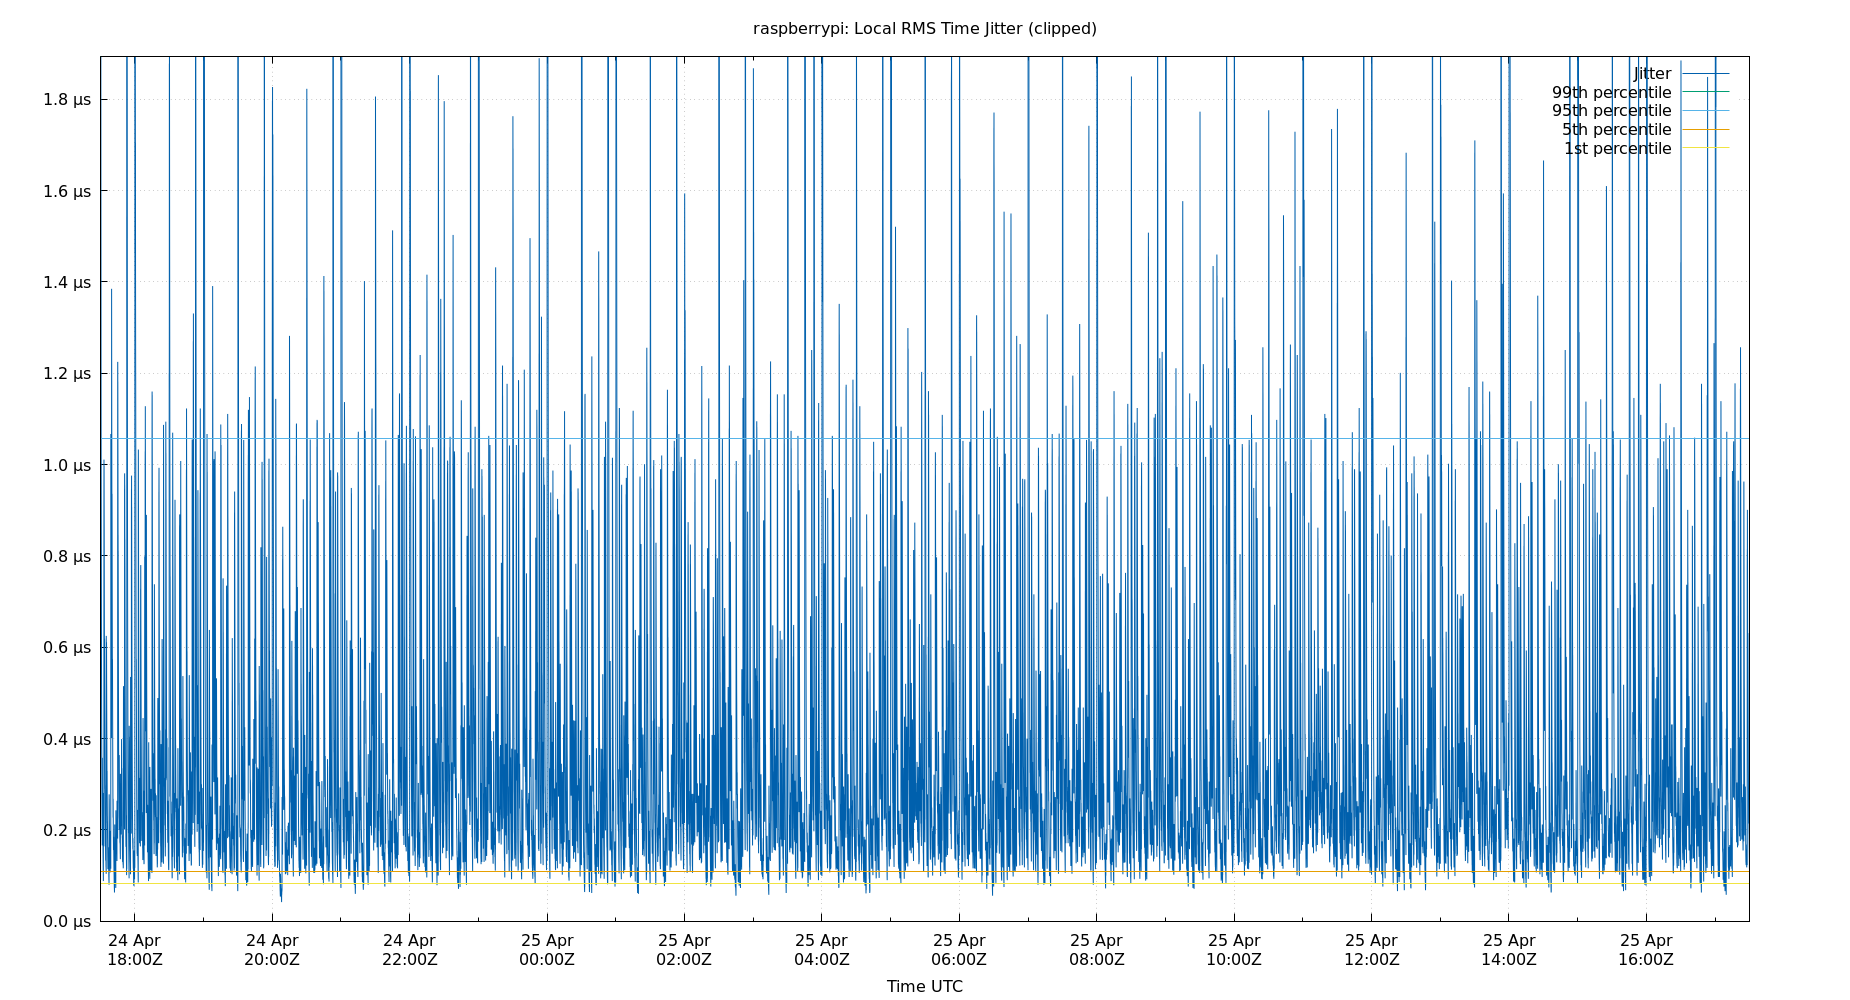 raspberrypi: Local RMS Time Jitter (clipped)
Jitter
99th percentile
95th percentile
5th percentile
1st percentile
1.8 µs
1.6 µs
1.4 µs
1.2 µs
1.0 µs
0.8 µs
0.6 µs
0.4 µs
0.2 µs
0.0 µs
24 Apr 24 Apr 24 Apr 25 Apr 25 Apr 25 Apr 25 Apr 25 Apr 25 Apr 25 Apr 25 Apr 25 Apr
18:00Z 20:00Z 22:00Z 00:00Z 02:00Z 04:00Z 06:00Z 08:00Z 10:00Z 12:00Z 14:00Z 16:00Z
Time UTC